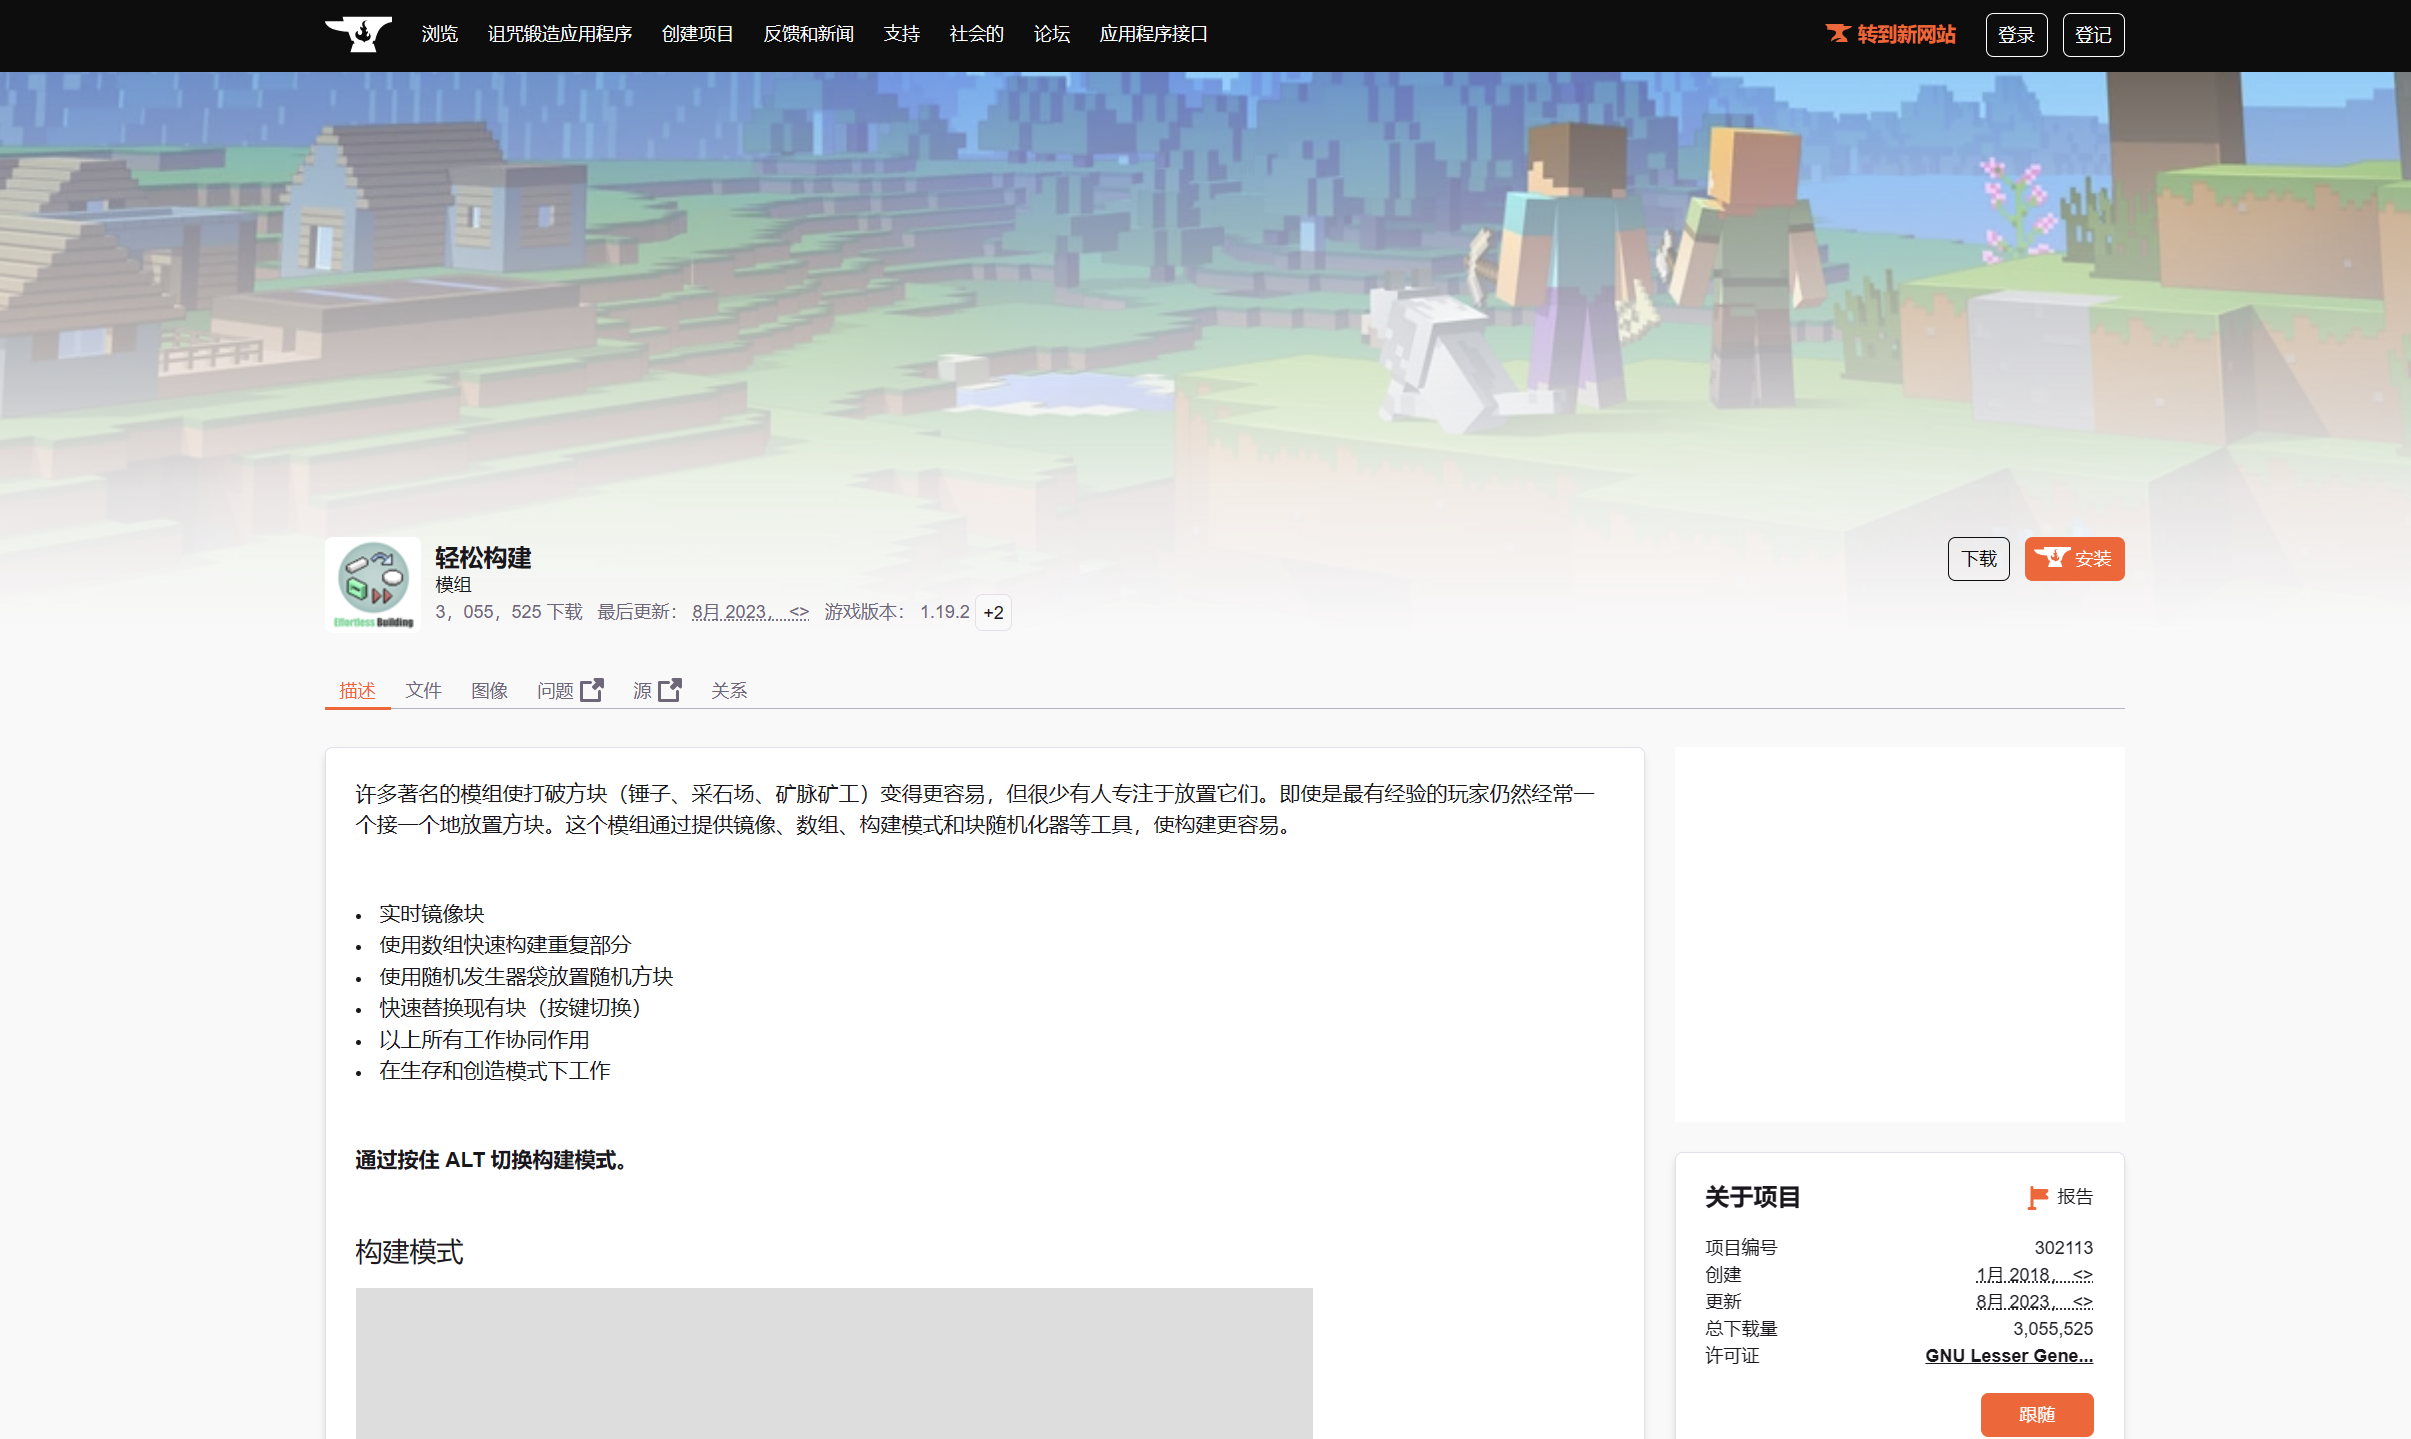 浏览 诅咒锻造应用程序 创建项目 反馈和新闻 支持 社会的 论坛 应用程序接口 转到新网站 登录 登记
轻松构建
模组
3，055，525 下载 最后更新： 8月 2023， <> 游戏版本： 1.19.2 +2
Effortless Building
下载 安装
描述 文件 图像 问题 源 关系
许多著名的模组使打破方块（锤子、采石场、矿脉矿工）变得更容易，但很少有人专注于放置它们。即使是最有经验的玩家仍然经常一
个接一个地放置方块。这个模组通过提供镜像、数组、构建模式和块随机化器等工具，使构建更容易。
• 实时镜像块
• 使用数组快速构建重复部分
• 使用随机发生器袋放置随机方块
• 快速替换现有块（按键切换）
• 以上所有工作协同作用
• 在生存和创造模式下工作
通过按住 ALT 切换构建模式。
构建模式
关于项目 报告
项目编号 302113
创建 1月 2018， <>
更新 8月 2023， <>
总下载量 3,055,525
许可证 GNU Lesser Gene...
跟随